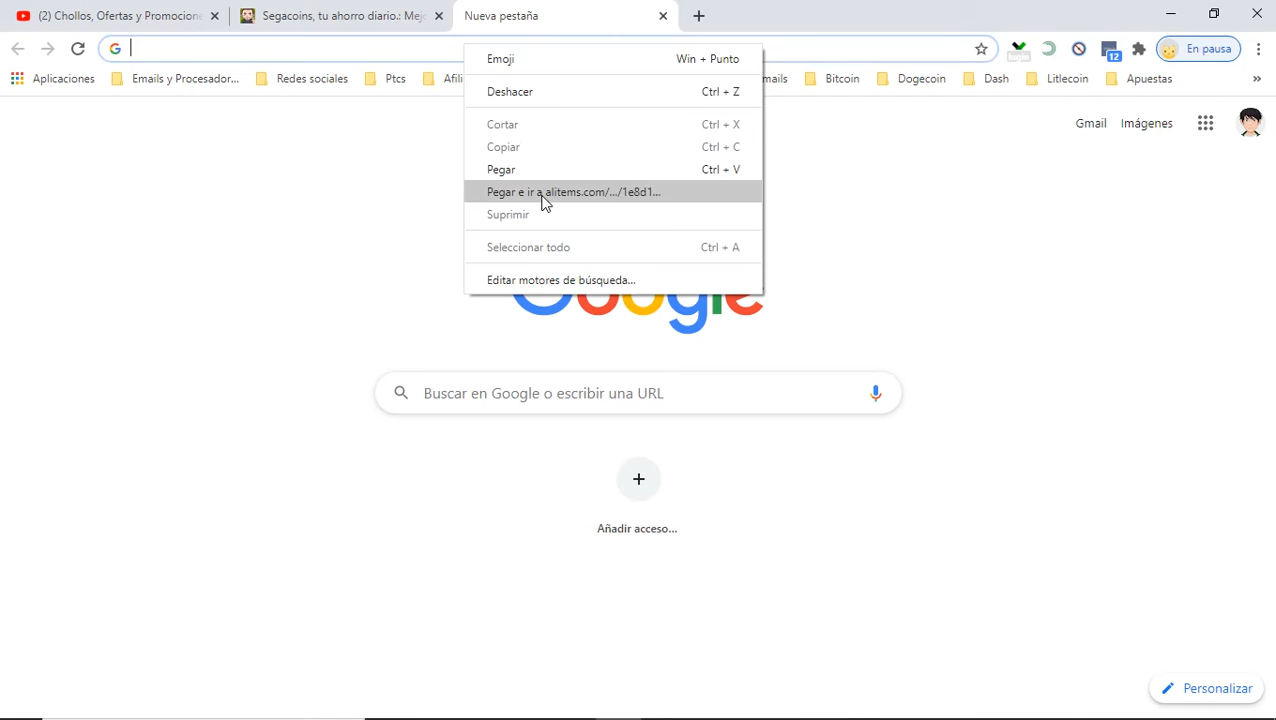 (2) Chollos, Ofertas y Promocione
Segacoins, tu ahorro diario.: Mejo
Nueva pestaña
12
En pausa
Aplicaciones
Emails y Procesador...
Redes sociales
Ptcs
Afili
mails
Bitcoin
Dogecoin
Dash
Litlecoin
Apuestas
»
Emoji Win + Punto
Deshacer Ctrl + Z
Cortar Ctrl + X
Copiar Ctrl + C
Pegar Ctrl + V
Pegar e ir a alitems.com/.../1e8d1...
Suprimir
Seleccionar todo Ctrl + A
Editar motores de búsqueda...
Gmail
Imágenes
Google
Buscar en Google o escribir una URL
Añadir acceso...
Personalizar